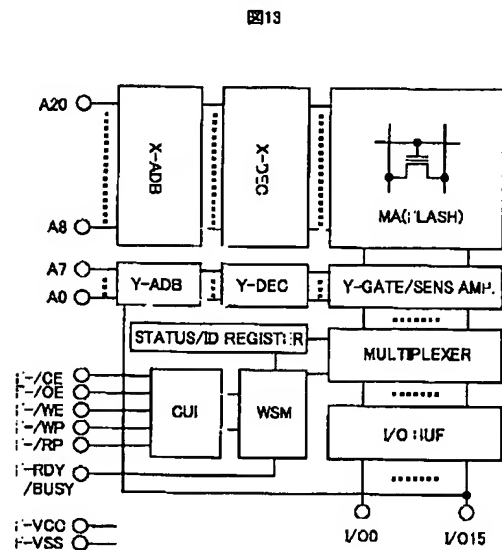 図13
A20
A8
X-ADB
X-DEC
MA(FLASH)
A7
A0
Y-ADB
Y-DEC
Y-GATE/SENS AMP.
STATUS/ID REGISTER
MULTIPLEXER
F-/CE
F-/OE
F-/WE
F-/WP
F-/RP
CUI
WSM
I/O BUF
F-RDY
/BUSY
F-VCC
F-VSS
I/O0
I/O15